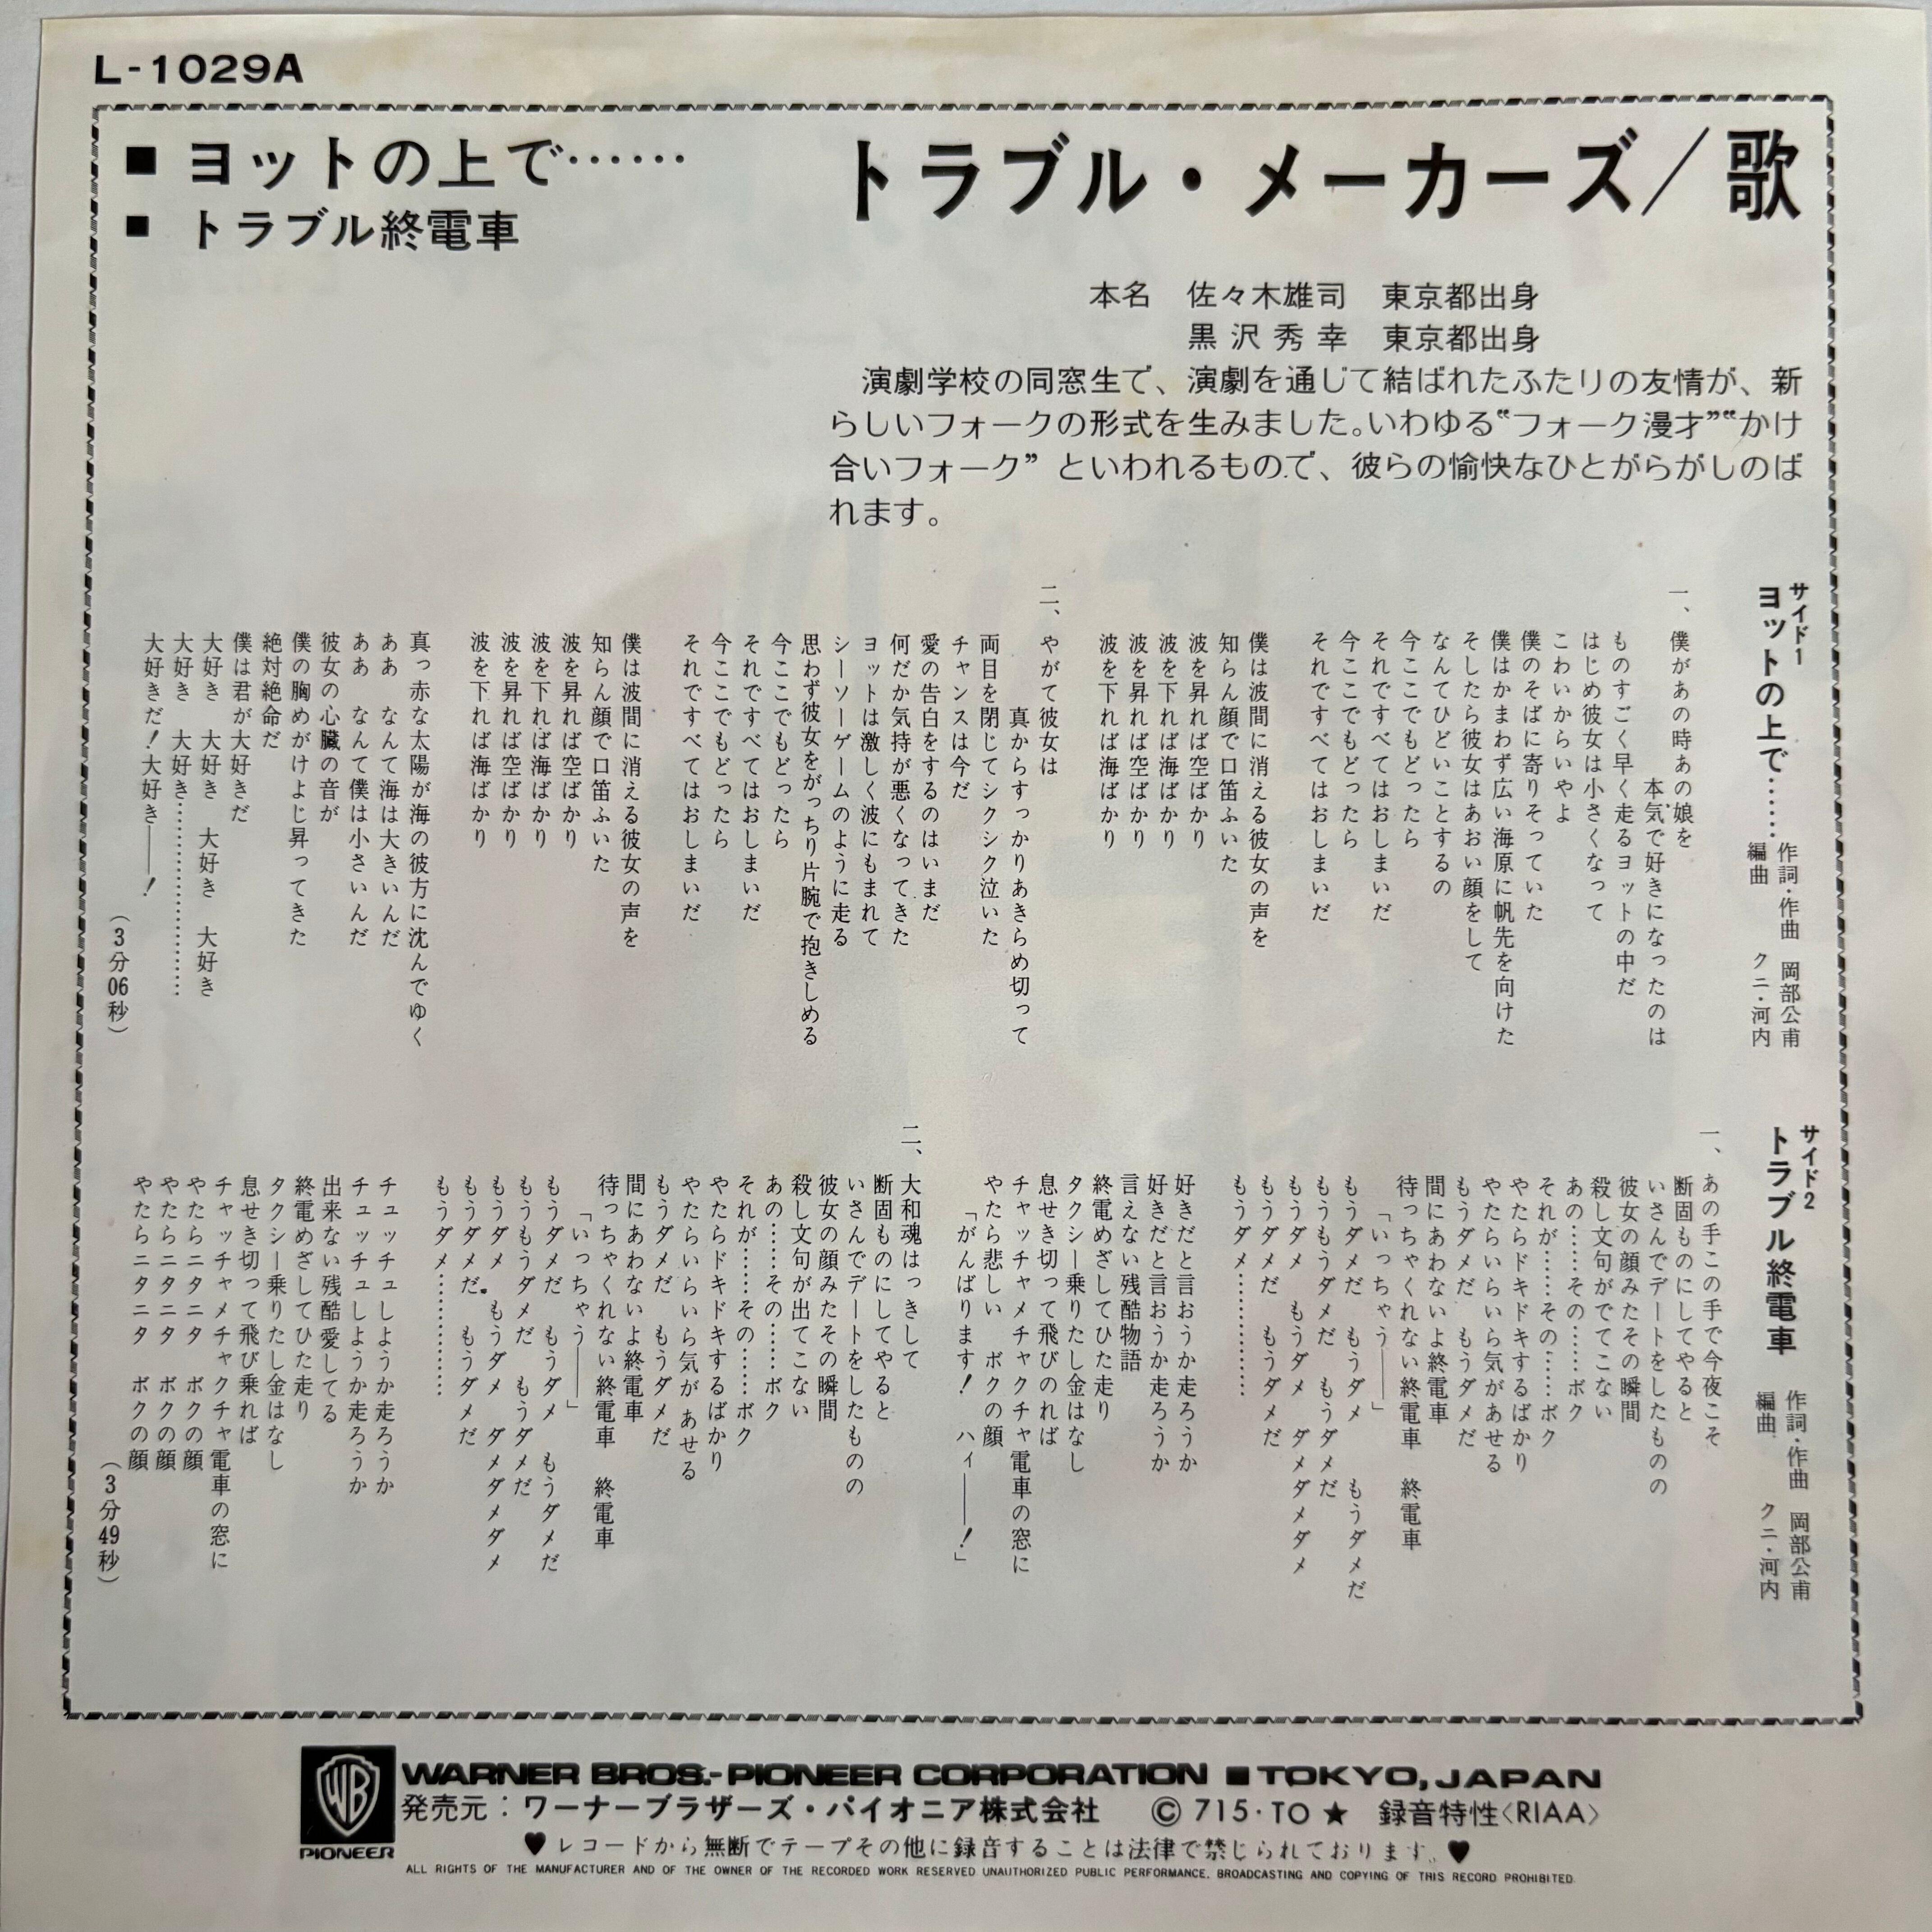 L-1029A
■ ヨットの上で……
■ トラブル終電車
トラブル・メーカーズ／歌
本名　佐々木雄司　東京都出身
黒沢秀幸　東京都出身
演劇学校の同窓生で、演劇を通じて結ばれたふたりの友情が、新
らしいフォークの形式を生みました。いわゆる“フォーク漫才”“かけ
合いフォーク”といわれるもので、彼らの愉快なひとがらがしのば
れます。
サイド1
ヨットの上で……
作詞・作曲　岡部公甫
編曲　クニ・河内
一、僕があの時あの娘を
本気で好きになったのは
ものすごく早く走るヨットの中だ
はじめ彼女は小さくなって
こわいからいやよ
僕のそばに寄りそっていた
僕はかまわず広い海原に帆先を向けた
そしたら彼女はあおい顔をして
なんてひどいことするの
今ここでもどったら
それですべてはおしまいだ
今ここでもどったら
それですべてはおしまいだ
僕は波間に消える彼女の声を
知らん顔で口笛ふいた
波を昇れば空ばかり
波を下れば海ばかり
波を昇れば空ばかり
波を下れば海ばかり
二、やがて彼女は
真からすっかりあきらめ切って
両目を閉じてシクシク泣いた
チャンスは今だ
愛の告白をするのはいまだ
何だか気持が悪くなってきた
ヨットは激しく波にもまれて
シーソーゲームのように走る
思わず彼女をがっちり片腕で抱きしめる
今ここでもどったら
それですべてはおしまいだ
今ここでもどったら
それですべてはおしまいだ
僕は波間に消える彼女の声を
知らん顔で口笛ふいた
波を昇れば空ばかり
波を下れば海ばかり
波を昇れば空ばかり
波を下れば海ばかり
真っ赤な太陽が海の彼方に沈んでゆく
ああ　なんて海は大きいんだ
ああ　なんて僕は小さいんだ
彼女の心臓の音が
僕の胸めがけよじ昇ってきた
絶対絶命だ
僕は君が大好きだ
大好き　大好き　大好き　大好き
大好き　大好き……………………
大好きだ！大好き――！
（3分06秒）
サイド2
トラブル終電車
作詞・作曲　岡部公甫
編曲　クニ・河内
一、あの手この手で今夜こそ
断固ものにしてやると
いさんでデートをしたものの
彼女の顔みたその瞬間
殺し文句がでてこない
あの……その……ボク
それが……その……ボク
やたらドキドキするばかり
やたらいらいら気があせる
もうダメだ　もうダメだ
間にあわないよ終電車
待っちゃくれない終電車　終電車
「いっちゃう――」
もうダメだ　もうダメ　もうダメだ
もうもうダメだ　もうダメだ
もうダメ　もうダメ　ダメダメダメ
もうダメだ　もうダメだ
もうダメ……………
好きだと言おうか走ろうか
好きだと言おうか走ろうか
言えない残酷物語
終電めざしてひた走り
タクシー乗りたし金はなし
息せき切って飛びのれば
チャッチャメチャクチャ電車の窓に
やたら悲しい　ボクの顔
「がんばります！　ハイ――！」
二、大和魂はっきして
断固ものにしてやると
いさんでデートをしたものの
彼女の顔みたその瞬間
殺し文句が出てこない
あの……その……ボク
それが……その……ボク
やたらドキドキするばかり
やたらいらいら気があせる
もうダメだ　もうダメだ
間にあわないよ終電車
待っちゃくれない終電車　終電車
「いっちゃう――」
もうダメだ　もうダメ　もうダメだ
もうもうダメだ　もうダメだ
もうダメ　もうダメ　ダメダメダメ
もうダメだ　もうダメだ
もうダメ……………
チュッチュしようか走ろうか
チュッチュしようか走ろうか
出来ない残酷愛してる
終電めざしてひた走り
タクシー乗りたし金はなし
息せき切って飛び乗れば
チャッチャメチャクチャ電車の窓に
やたらニタニタ　ボクの顔
やたらニタニタ　ボクの顔
やたらニタニタ　ボクの顔
（3分49秒）
WB
PIONEER
WARNER BROS.-PIONEER CORPORATION ■ TOKYO, JAPAN
発売元：ワーナーブラザーズ・パイオニア株式会社　© 715・TO ★　録音特性〈RIAA〉
♥レコードから無断でテープその他に録音することは法律で禁じられております。♥
ALL RIGHTS OF THE MANUFACTURER AND OF THE OWNER OF THE RECORDED WORK RESERVED UNAUTHORIZED PUBLIC PERFORMANCE. BROADCASTING AND COPYING OF THIS RECORD PROHIBITED